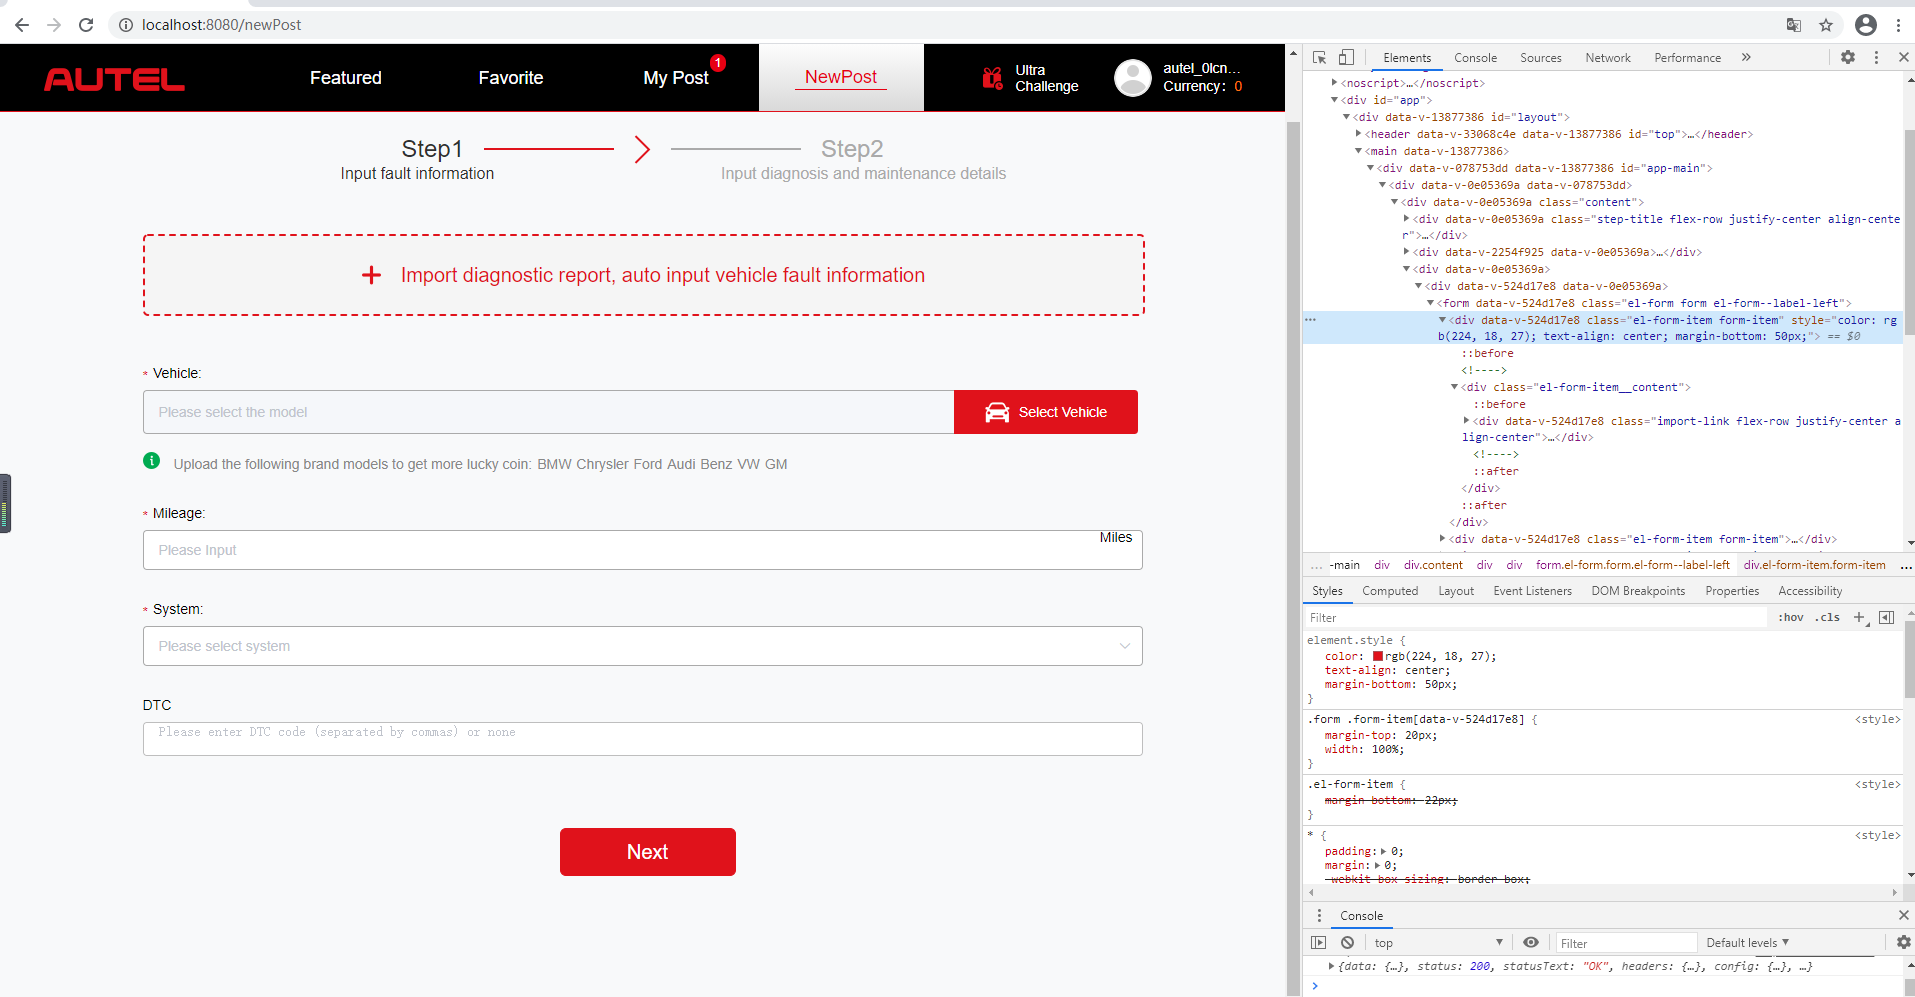 localhost:8080/newPost
AUTEL
Featured
Favorite
My Post
1
NewPost
Ultra
Challenge
autel_0lcn...
Currency: 0
Step1
Input fault information
Step2
Input diagnosis and maintenance details
+ Import diagnostic report, auto input vehicle fault information
* Vehicle:
Please select the model
Select Vehicle
Upload the following brand models to get more lucky coin: BMW Chrysler Ford Audi Benz VW GM
* Mileage:
Please Input
Miles
* System:
Please select system
DTC
Please enter DTC code (separated by commas) or none
Next
Elements Console Sources Network Performance »
<noscript>…</noscript>
<div id="app">
<div data-v-13877386 id="layout">
<header data-v-33068c4e data-v-13877386 id="top">…</header>
<main data-v-13877386>
<div data-v-078753dd data-v-13877386 id="app-main">
<div data-v-0e05369a data-v-078753dd>
<div data-v-0e05369a class="content">
<div data-v-0e05369a class="step-title flex-row justify-center align-cente
r">…</div>
<div data-v-2254f925 data-v-0e05369a>…</div>
<div data-v-0e05369a>
<div data-v-524d17e8 data-v-0e05369a>
<form data-v-524d17e8 class="el-form form el-form--label-left">
<div data-v-524d17e8 class="el-form-item form-item" style="color: rg
b(224, 18, 27); text-align: center; margin-bottom: 50px;"> == $0
::before
<!---->
<div class="el-form-item__content">
::before
<div data-v-524d17e8 class="import-link flex-row justify-center a
lign-center">…</div>
<!---->
::after
</div>
::after
</div>
<div data-v-524d17e8 class="el-form-item form-item">…</div>
... -main div div.content div div form.el-form.form.el-form--label-left div.el-form-item.form-item ...
Styles Computed Layout Event Listeners DOM Breakpoints Properties Accessibility
Filter
:hov .cls +
element.style {
color: rgb(224, 18, 27);
text-align: center;
margin-bottom: 50px;
}
.form .form-item[data-v-524d17e8] {
<style>
margin-top: 20px;
width: 100%;
}
.el-form-item {
<style>
margin-bottom: 22px;
}
* {
<style>
padding: 0;
margin: 0;
-webkit-box-sizing: border-box;
Console
top
Filter
Default levels
{data: {…}, status: 200, statusText: "OK", headers: {…}, config: {…}, …}